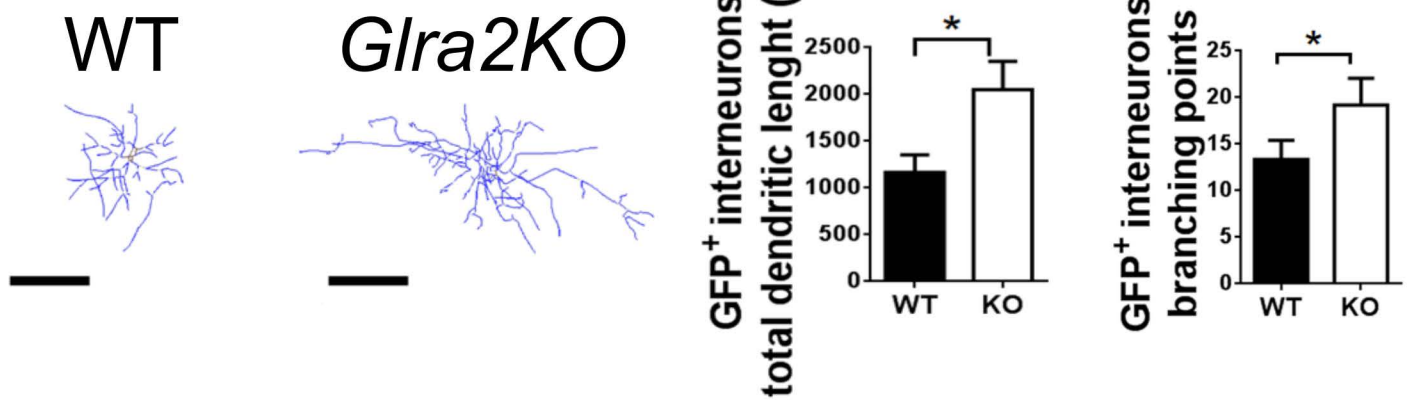 WT
Glra2KO
GFP+ interneurons
total dendritic lenght (
2500
2000
1500
1000
500
0
*
WT
KO
GFP+ interneurons
branching points
25
20
15
10
5
0
*
WT
KO